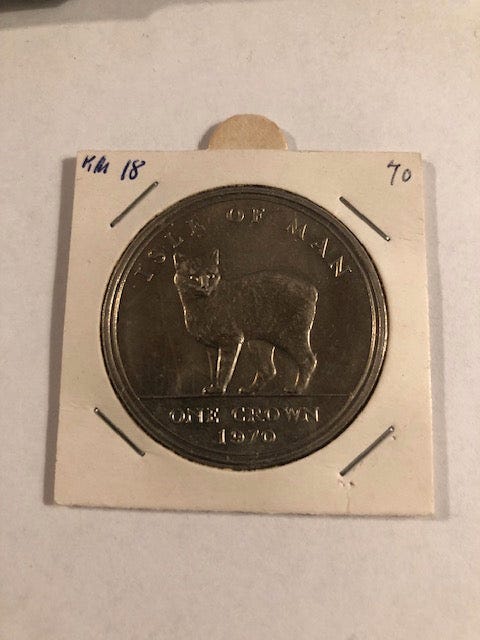 KM 18
70
ISLE OF MAN
ONE CROWN
1970